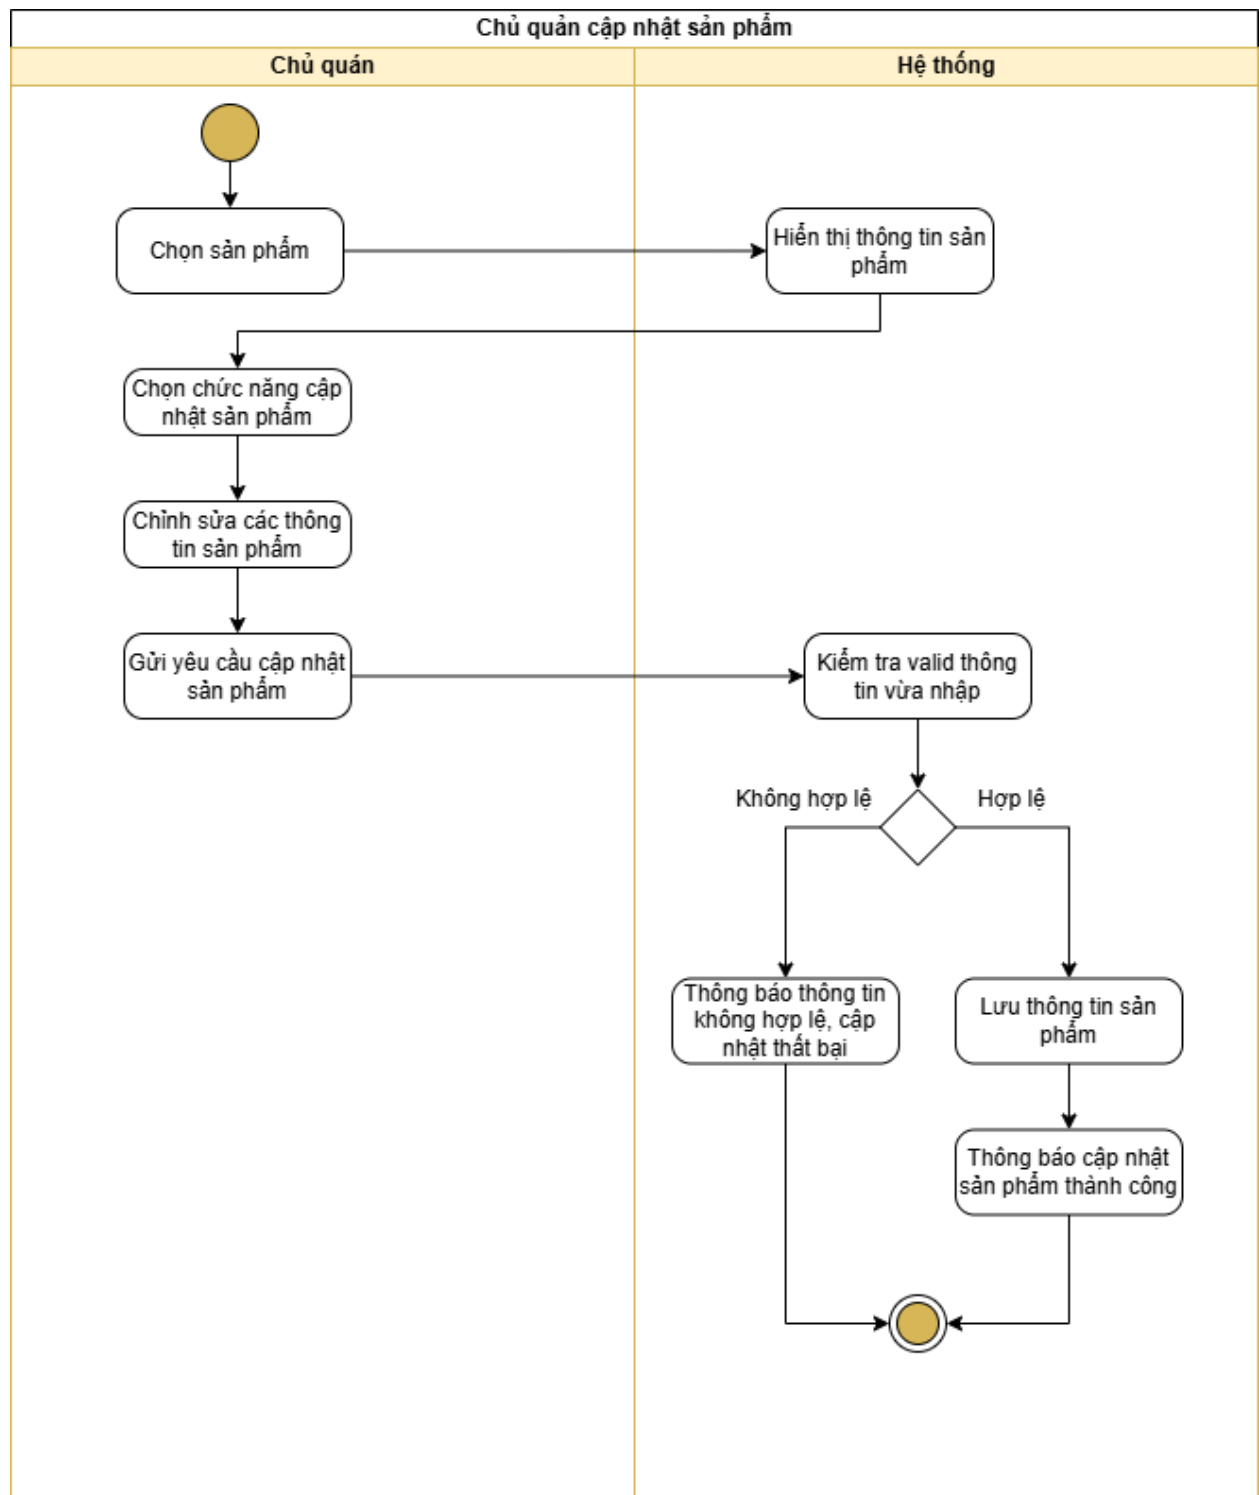 Chủ quản cập nhật sản phẩm
Chủ quán
Hệ thống
Chọn sản phẩm
Hiển thị thông tin sản
phẩm
Chọn chức năng cập
nhật sản phẩm
Chỉnh sửa các thông
tin sản phẩm
Gửi yêu cầu cập nhật
sản phẩm
Kiểm tra valid thông
tin vừa nhập
Không hợp lệ
Hợp lệ
Thông báo thông tin
không hợp lệ, cập
nhật thất bại
Lưu thông tin sản
phẩm
Thông báo cập nhật
sản phẩm thành công